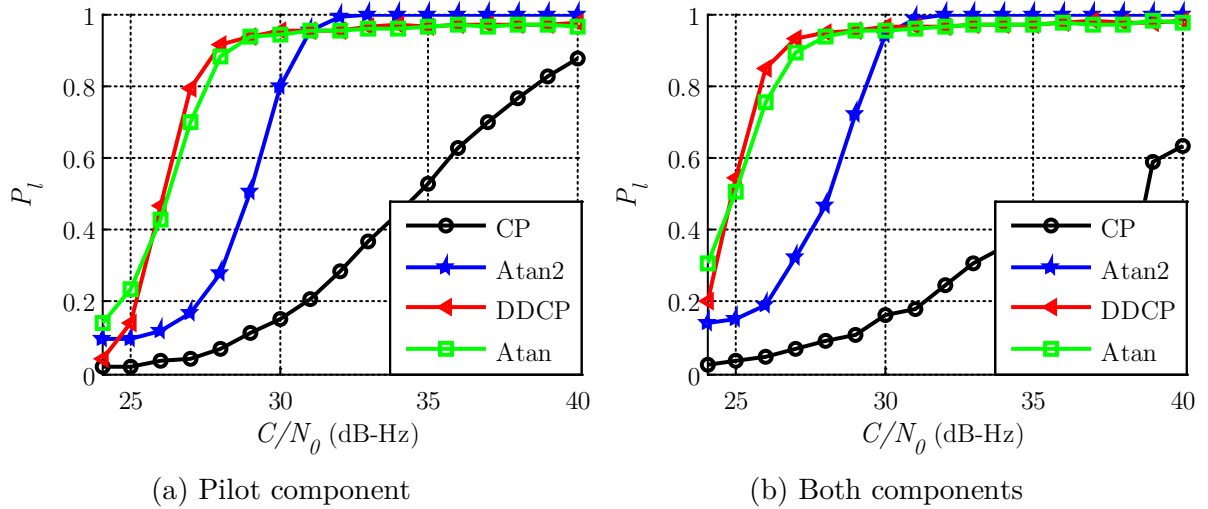 1
0.8
0.6
0.4
0.2
0
P_l
25
30
35
40
C/N_0 (dB-Hz)
CP
Atan2
DDCP
Atan
(a) Pilot component
1
0.8
0.6
0.4
0.2
0
P_l
25
30
35
40
C/N_0 (dB-Hz)
CP
Atan2
DDCP
Atan
(b) Both components